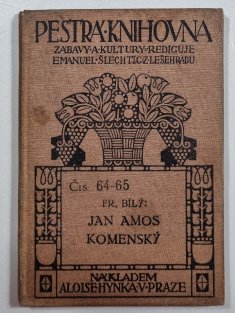 PESTRÁ·KNIHOVNA
ZÁBAVY·A·KULTURY·REDIGUJE
EMANUEL·ŠLECHTIC·Z·LEŠEHRADU
Čís 64-65
FR. BÍLÝ:
JAN AMOS
KOMENSKÝ
NÁKLADEM
ALOISE·HYNKA·V·PRAZE